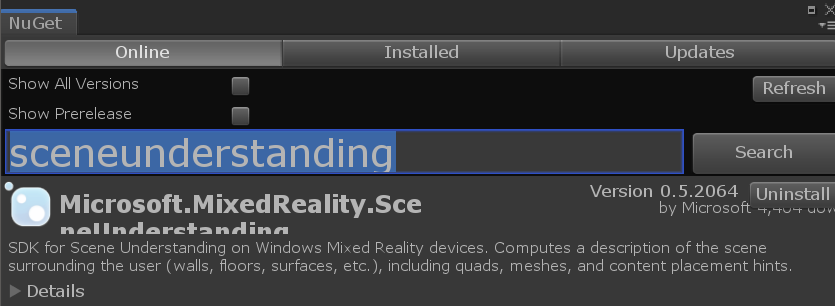 NuGet
Online
Installed
Updates
Show All Versions
Refresh
Show Prerelease
sceneunderstanding
Search
Microsoft.MixedReality.Sce
neUnderstanding
Version 0.5.2064
Uninstall
by Microsoft 4,404
SDK for Scene Understanding on Windows Mixed Reality devices. Computes a description of the scene
surrounding the user (walls, floors, surfaces, etc.), including quads, meshes, and content placement hints.
Details